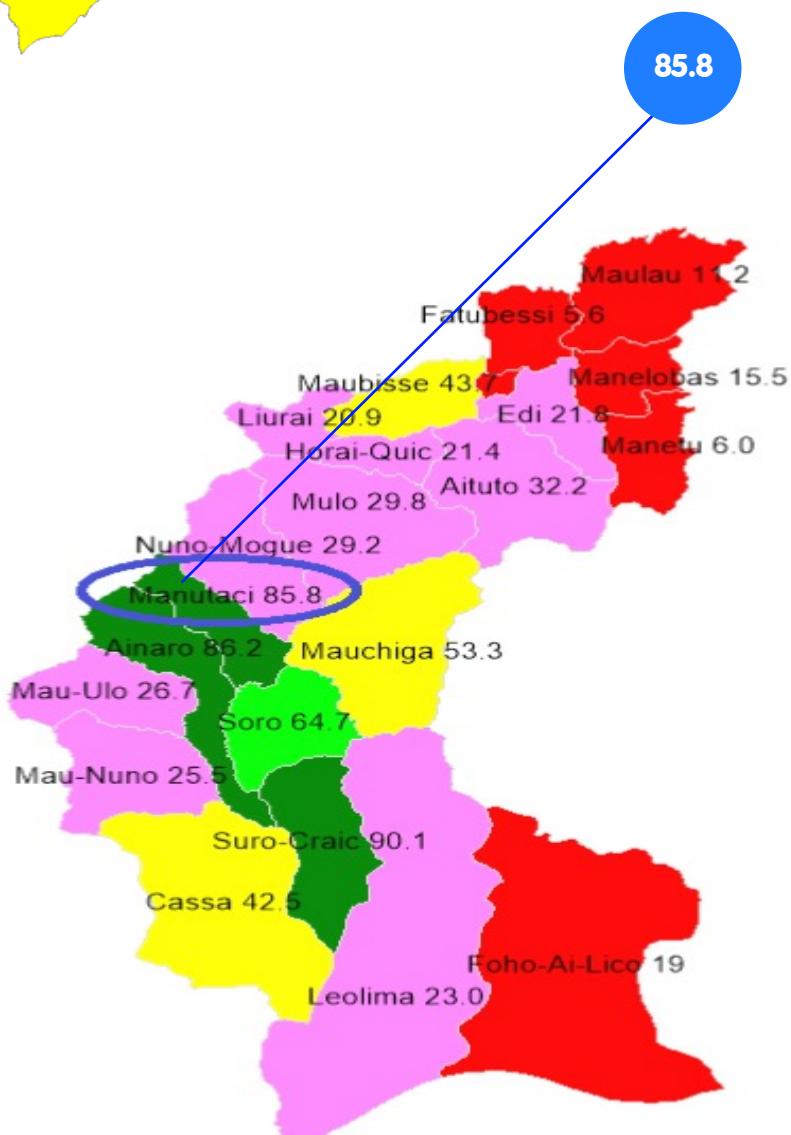 85.8
Maulau 11.2
Fatubessi 5.6
Manelobas 15.5
Maubisse 43.7
Liurai 20.9
Edi 21.8
Manetu 6.0
Horai-Quic 21.4
Aituto 32.2
Mulo 29.8
Nuno-Mogue 29.2
Manutaci 85.8
Ainaro 86.2
Mauchiga 53.3
Mau-Ulo 26.7
Soro 64.7
Mau-Nuno 25.5
Suro-Craic 90.1
Cassa 42.5
Foho-Ai-Lico 19
Leolima 23.0